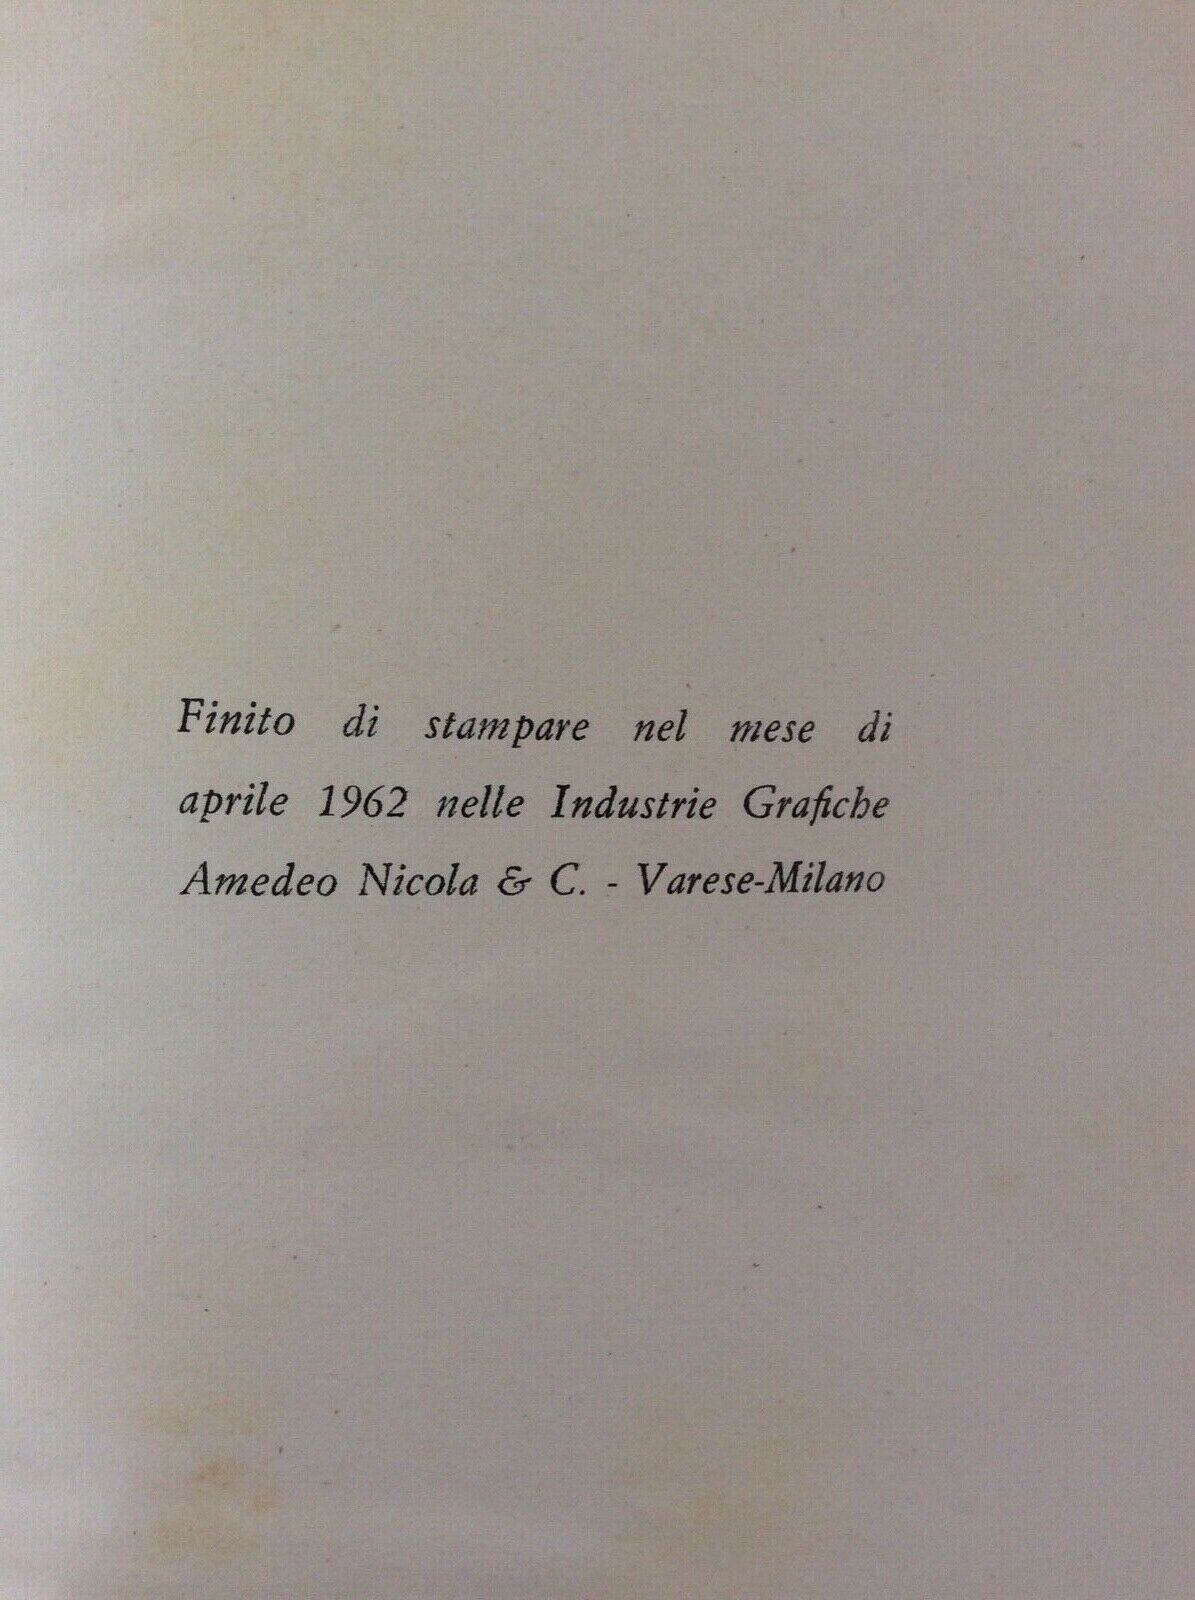 Finito di stampare nel mese di
aprile 1962 nelle Industrie Grafiche
Amedeo Nicola & C. - Varese-Milano